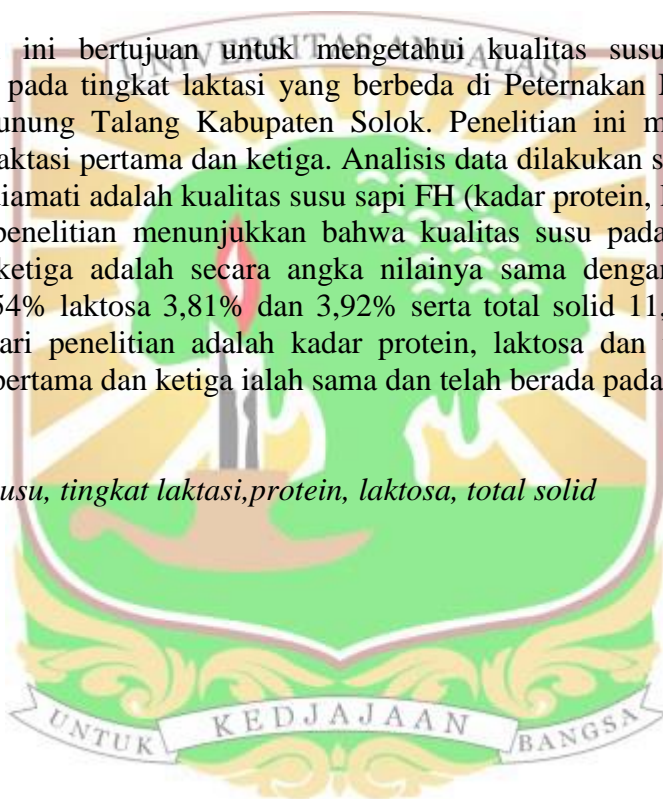 UNIVERSITAS ANDALAS
ini bertujuan untuk mengetahui kualitas susu
pada tingkat laktasi yang berbeda di Peternakan
unung Talang Kabupaten Solok. Penelitian ini m
aktasi pertama dan ketiga. Analisis data dilakukan s
iamati adalah kualitas susu sapi FH (kadar protein,
penelitian menunjukkan bahwa kualitas susu pada
ketiga adalah secara angka nilainya sama dengan
54% laktosa 3,81% dan 3,92% serta total solid 11,
ari penelitian adalah kadar protein, laktosa dan
pertama dan ketiga ialah sama dan telah berada pada
usu, tingkat laktasi,protein, laktosa, total solid
UNTUK KEDJAJAAN BANGSA